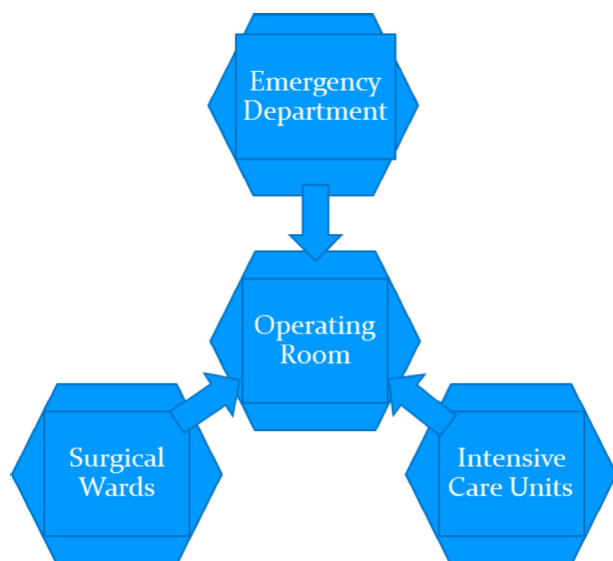 Emergency
Department
Operating
Room
Surgical
Wards
Intensive
Care Units